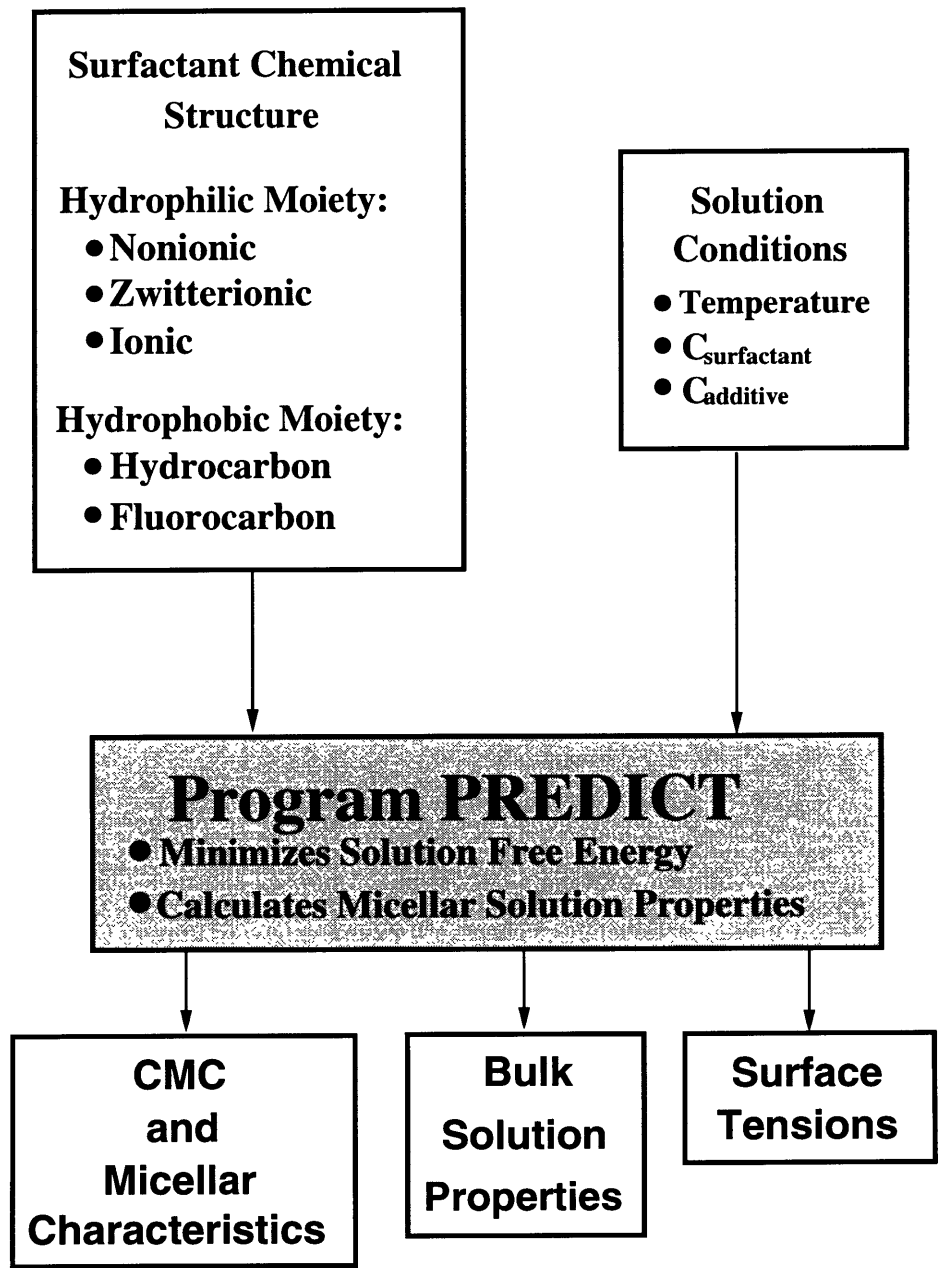 Surfactant Chemical
Structure
Hydrophilic Moiety:
● Nonionic
● Zwitterionic
● Ionic
Hydrophobic Moiety:
● Hydrocarbon
● Fluorocarbon
Solution
Conditions
● Temperature
● Csurfactant
● Cadditive
Program PREDICT
● Minimizes Solution Free Energy
● Calculates Micellar Solution Properties
CMC
and
Micellar
Characteristics
Bulk
Solution
Properties
Surface
Tensions